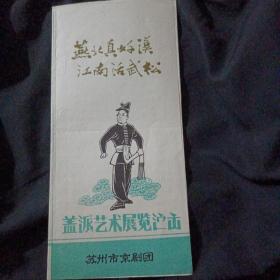 燕北真好汉
江南活武松
盖派艺术展览演出
苏州市京剧团